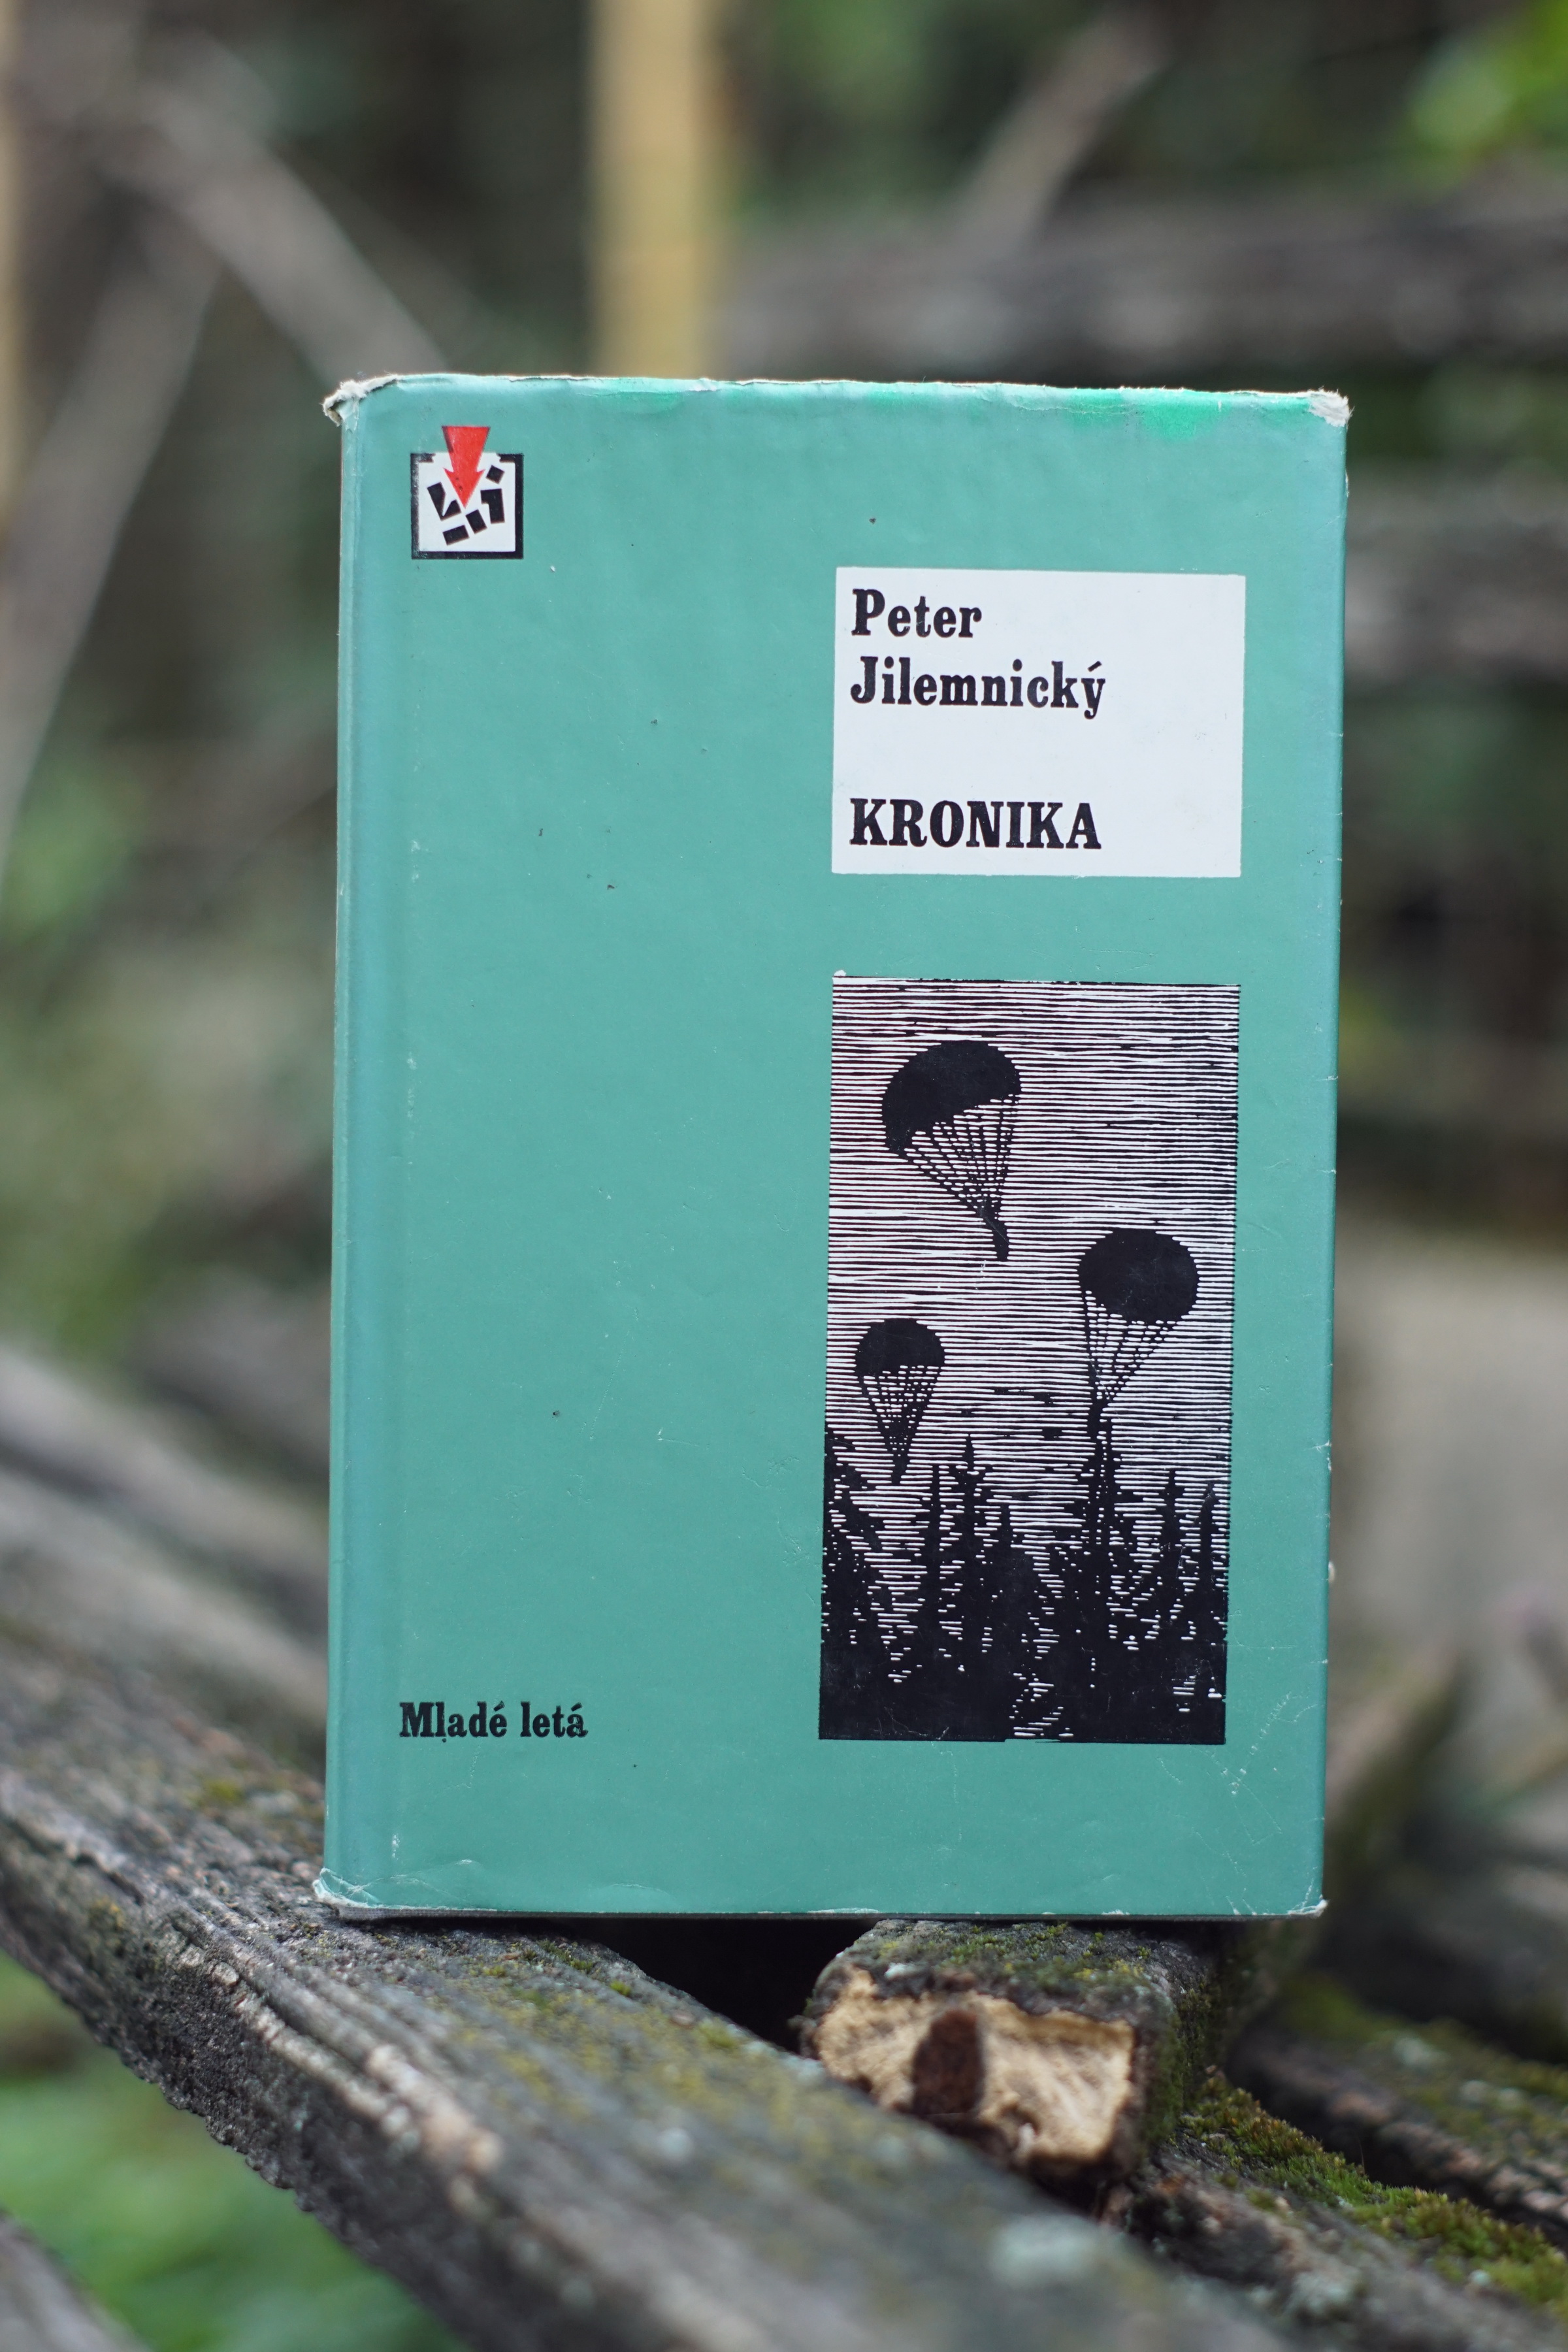 Peter
Jilemnický
KRONIKA
Mladé letá